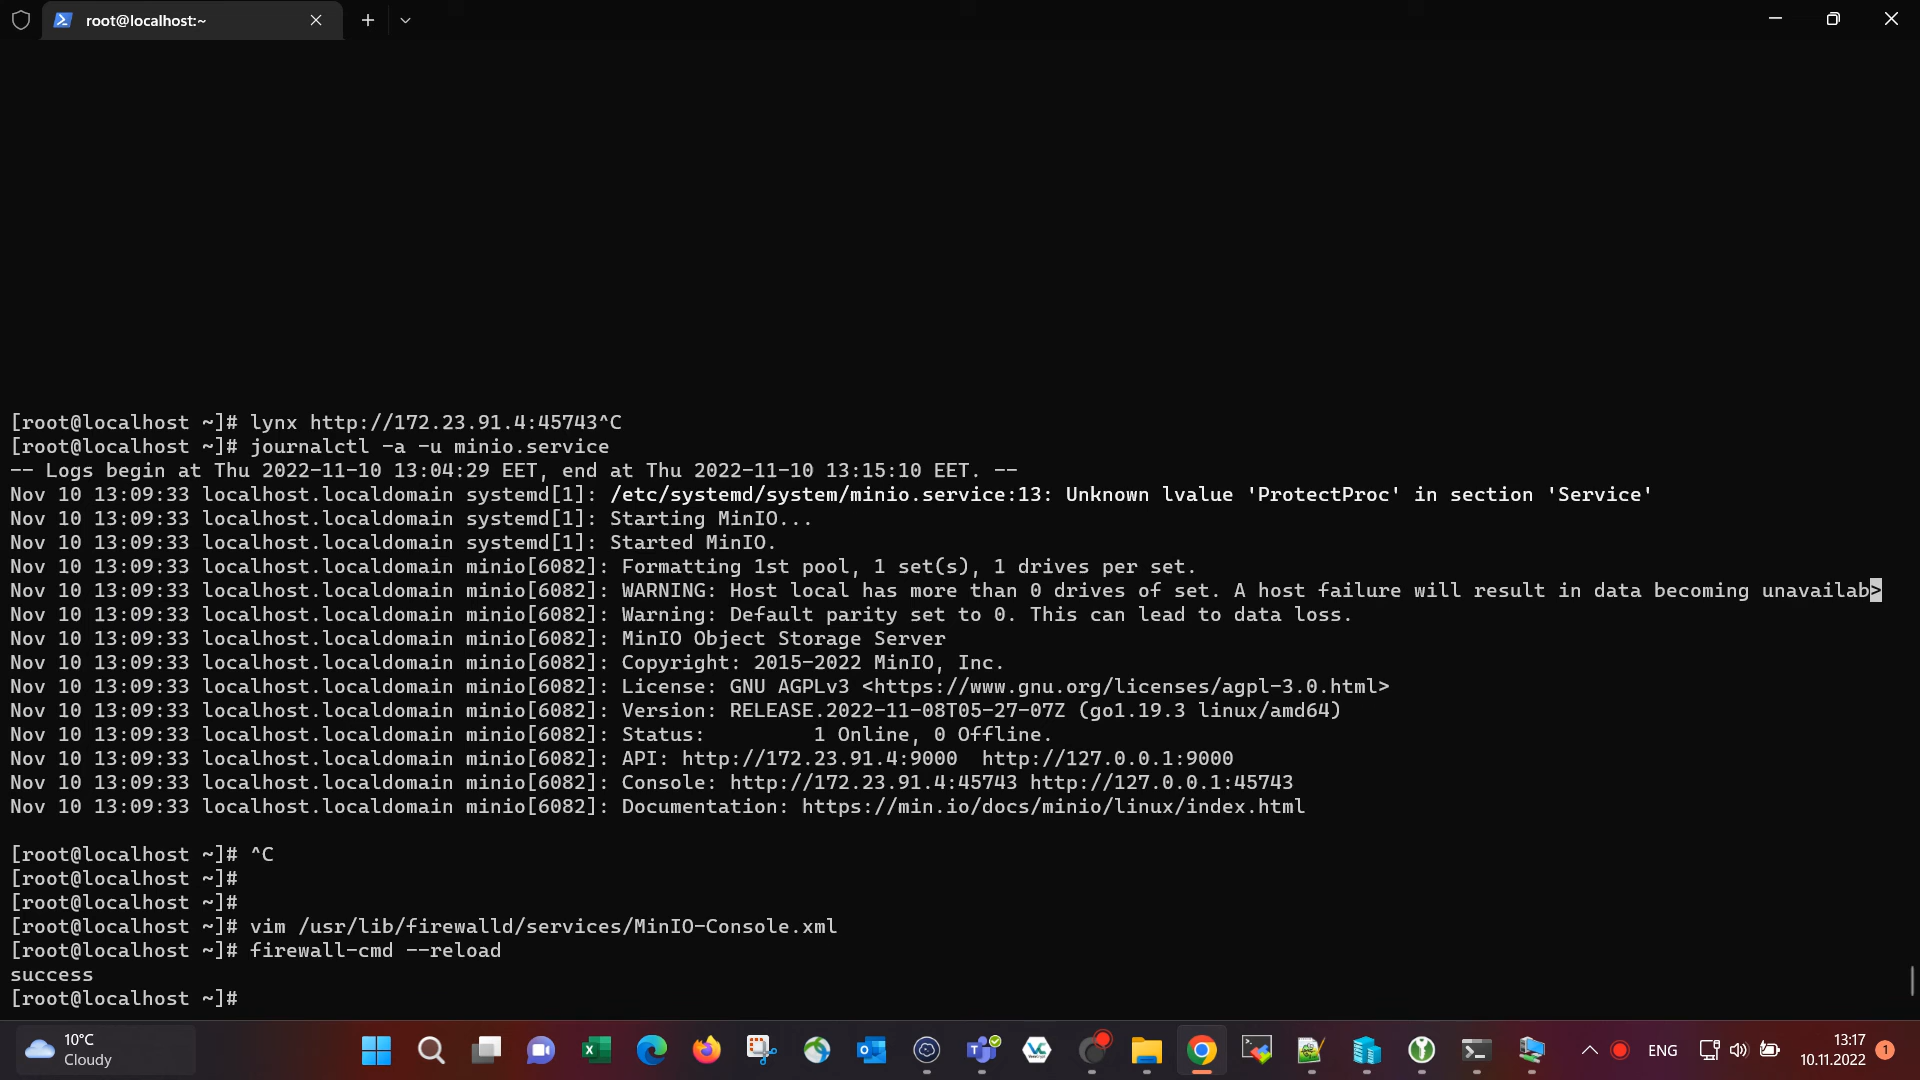 root@localhost:~
[root@localhost ~]# lynx http://172.23.91.4:45743^C
[root@localhost ~]# journalctl -a -u minio.service
-- Logs begin at Thu 2022-11-10 13:04:29 EET, end at Thu 2022-11-10 13:15:10 EET. --
Nov 10 13:09:33 localhost.localdomain systemd[1]: /etc/systemd/system/minio.service:13: Unknown lvalue 'ProtectProc' in section 'Service'
Nov 10 13:09:33 localhost.localdomain systemd[1]: Starting MinIO...
Nov 10 13:09:33 localhost.localdomain systemd[1]: Started MinIO.
Nov 10 13:09:33 localhost.localdomain minio[6082]: Formatting 1st pool, 1 set(s), 1 drives per set.
Nov 10 13:09:33 localhost.localdomain minio[6082]: WARNING: Host local has more than 0 drives of set. A host failure will result in data becoming unavailab>
Nov 10 13:09:33 localhost.localdomain minio[6082]: Warning: Default parity set to 0. This can lead to data loss.
Nov 10 13:09:33 localhost.localdomain minio[6082]: MinIO Object Storage Server
Nov 10 13:09:33 localhost.localdomain minio[6082]: Copyright: 2015-2022 MinIO, Inc.
Nov 10 13:09:33 localhost.localdomain minio[6082]: License: GNU AGPLv3 <https://www.gnu.org/licenses/agpl-3.0.html>
Nov 10 13:09:33 localhost.localdomain minio[6082]: Version: RELEASE.2022-11-08T05-27-07Z (go1.19.3 linux/amd64)
Nov 10 13:09:33 localhost.localdomain minio[6082]: Status:         1 Online, 0 Offline.
Nov 10 13:09:33 localhost.localdomain minio[6082]: API: http://172.23.91.4:9000  http://127.0.0.1:9000
Nov 10 13:09:33 localhost.localdomain minio[6082]: Console: http://172.23.91.4:45743 http://127.0.0.1:45743
Nov 10 13:09:33 localhost.localdomain minio[6082]: Documentation: https://min.io/docs/minio/linux/index.html
[root@localhost ~]# ^C
[root@localhost ~]#
[root@localhost ~]#
[root@localhost ~]# vim /usr/lib/firewalld/services/MinIO-Console.xml
[root@localhost ~]# firewall-cmd --reload
success
[root@localhost ~]#
10°C
Cloudy
ENG
13:17
10.11.2022
1